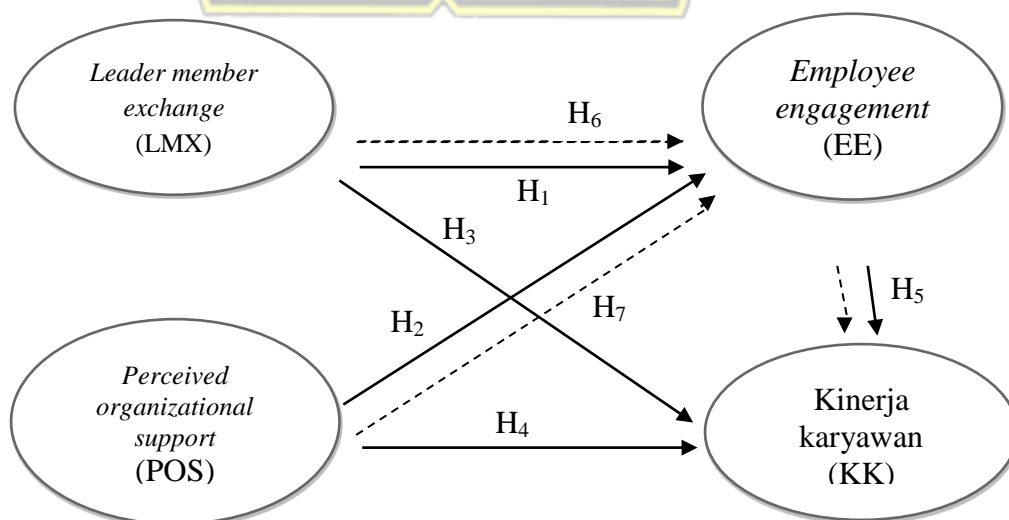 Leader member
exchange
(LMX)
Employee
engagement
(EE)
H₆
H₁
H₃
H₂
H₇
H₅
H₄
Perceived
organizational
support
(POS)
Kinerja
karyawan
(KK)